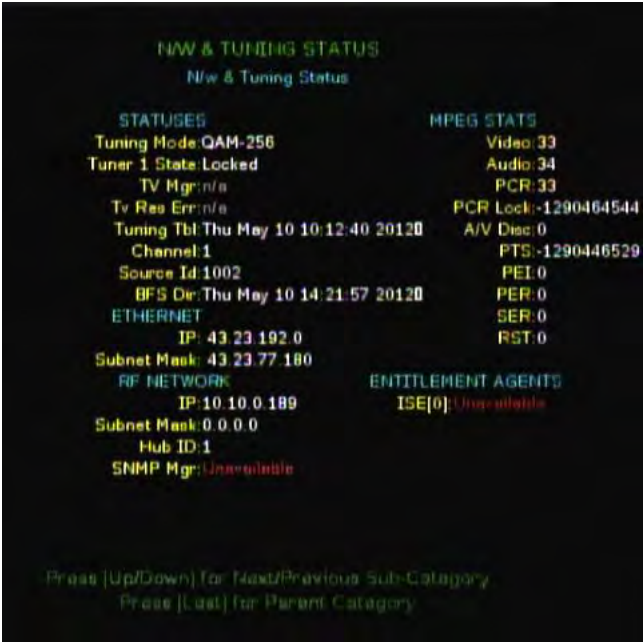 N/W & TUNING STATUS
N/w & Tuning Status
STATUSES
Tuning Mode:QAM-256
Tuner 1 State:Locked
TV Mgr:n/a
Tv Res Err:n/a
Tuning Tbl:Thu May 10 10:12:40 2012
Channel:1
Source Id:1002
BFS Dir:Thu May 10 14:21:57 2012
ETHERNET
IP: 43.23.192.0
Subnet Mask: 43.23.77.180
RF NETWORK
IP:10.10.0.189
Subnet Mask:0.0.0.0
Hub ID:1
SNMP Mgr:Unavailable
MPEG STATS
Video:33
Audio:34
PCR:33
PCR Lock:-1290464544
A/V Disc:0
PTS:-1290446529
PEI:0
PER:0
SER:0
RST:0
ENTITLEMENT AGENTS
ISE[0]:Unavailable
Press [Up/Down] for Next/Previous Sub-Category
Press [Last] for Parent Category